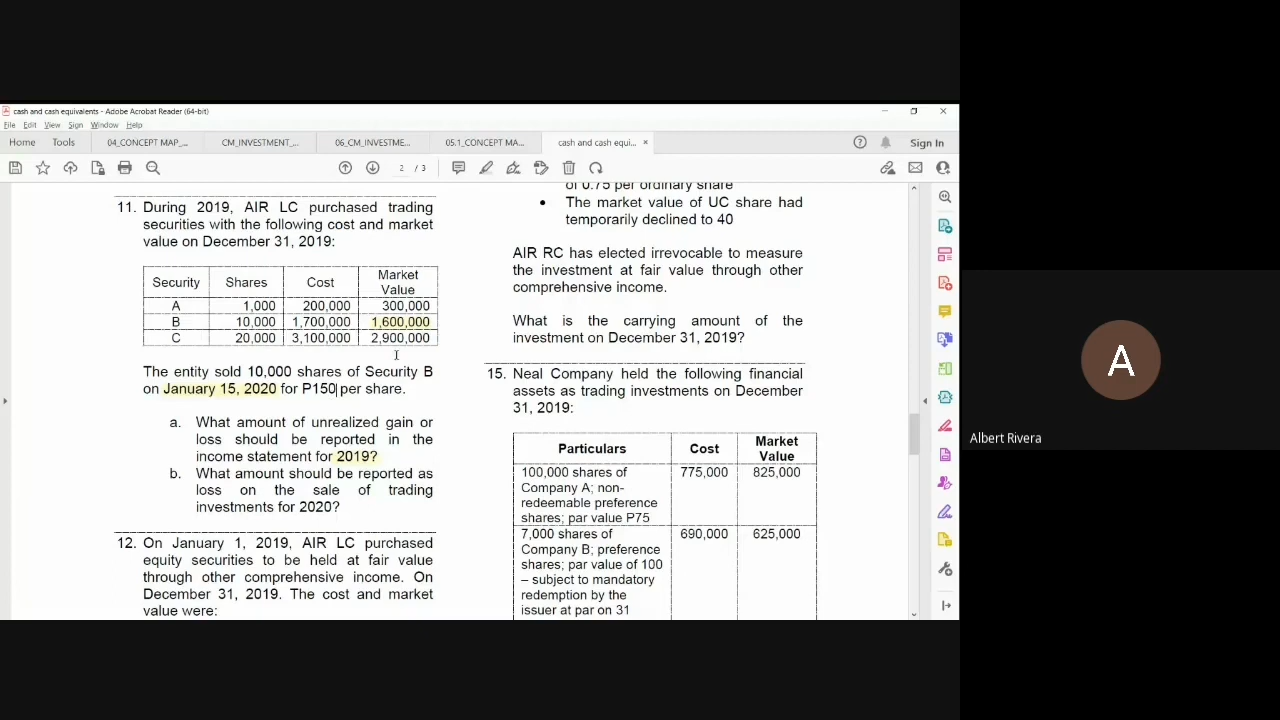 cash and cash equivalents - Adobe Acrobat Reader (64-bit)
File Edit View Sign Window Help
Home Tools 04_CONCEPT MAP_... CM_INVESTMENT_... 06_CM_INVESTME... 05.1_CONCEPT MA... cash and cash equi... × Sign In
2 / 3
11. During 2019, AIR LC purchased trading
securities with the following cost and market
value on December 31, 2019:
Security Shares Cost Market Value
A 1,000 200,000 300,000
B 10,000 1,700,000 1,600,000
C 20,000 3,100,000 2,900,000
The entity sold 10,000 shares of Security B
on January 15, 2020 for P150 per share.
a. What amount of unrealized gain or
loss should be reported in the
income statement for 2019?
b. What amount should be reported as
loss on the sale of trading
investments for 2020?
12. On January 1, 2019, AIR LC purchased
equity securities to be held at fair value
through other comprehensive income. On
December 31, 2019. The cost and market
value were:
of 0.75 per ordinary share
• The market value of UC share had
temporarily declined to 40
AIR RC has elected irrevocable to measure
the investment at fair value through other
comprehensive income.
What is the carrying amount of the
investment on December 31, 2019?
15. Neal Company held the following financial
assets as trading investments on December
31, 2019:
Particulars Cost Market Value
100,000 shares of 775,000 825,000
Company A; non-
redeemable preference
shares; par value P75
7,000 shares of 690,000 625,000
Company B; preference
shares; par value of 100
– subject to mandatory
redemption by the
issuer at par on 31
A
Albert Rivera